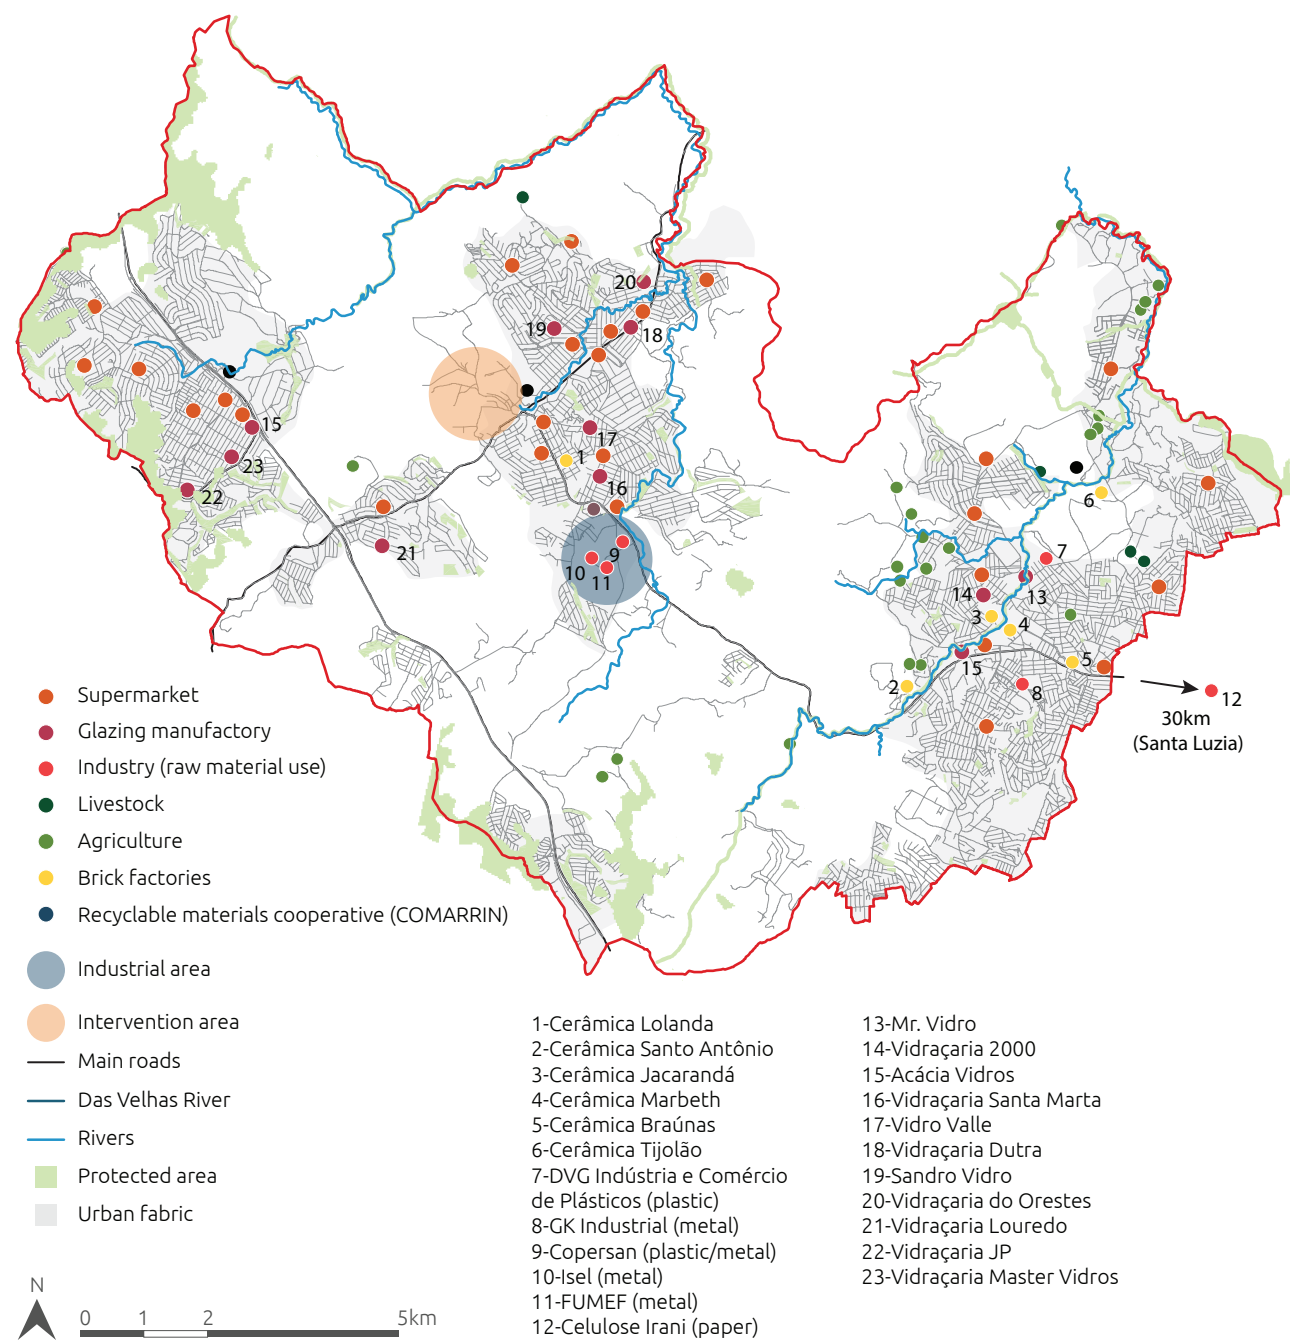 20
19
18
17
1
16
15
23
22
21
9
10
11
6
7
14
13
3
4
15
5
2
8
12
30km
(Santa Luzia)
Supermarket
Glazing manufactory
Industry (raw material use)
Livestock
Agriculture
Brick factories
Recyclable materials cooperative (COMARRIN)
Industrial area
Intervention area
Main roads
Das Velhas River
Rivers
Protected area
Urban fabric
N
0 1 2 5km
1-Cerâmica Lolanda
2-Cerâmica Santo Antônio
3-Cerâmica Jacarandá
4-Cerâmica Marbeth
5-Cerâmica Braúnas
6-Cerâmica Tijolão
7-DVG Indústria e Comércio
de Plásticos (plastic)
8-GK Industrial (metal)
9-Copersan (plastic/metal)
10-Isel (metal)
11-FUMEF (metal)
12-Celulose Irani (paper)
13-Mr. Vidro
14-Vidraçaria 2000
15-Acácia Vidros
16-Vidraçaria Santa Marta
17-Vidro Valle
18-Vidraçaria Dutra
19-Sandro Vidro
20-Vidraçaria do Orestes
21-Vidraçaria Louredo
22-Vidraçaria JP
23-Vidraçaria Master Vidros